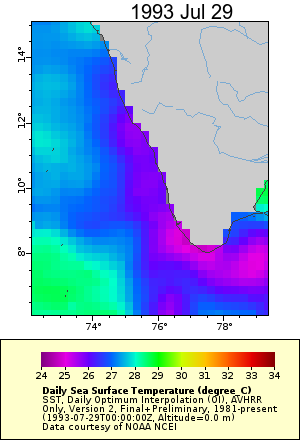 1993 Jul 29
14°
12°
10°
8°
74° 76° 78°
24 25 26 27 28 29 30 31 32 33 34
Daily Sea Surface Temperature (degree_C)
SST, Daily Optimum Interpolation (OI), AVHRR
Only, Version 2, Final+Preliminary, 1981-present
(1993-07-29T00:00:00Z, Altitude=0.0 m)
Data courtesy of NOAA NCEI